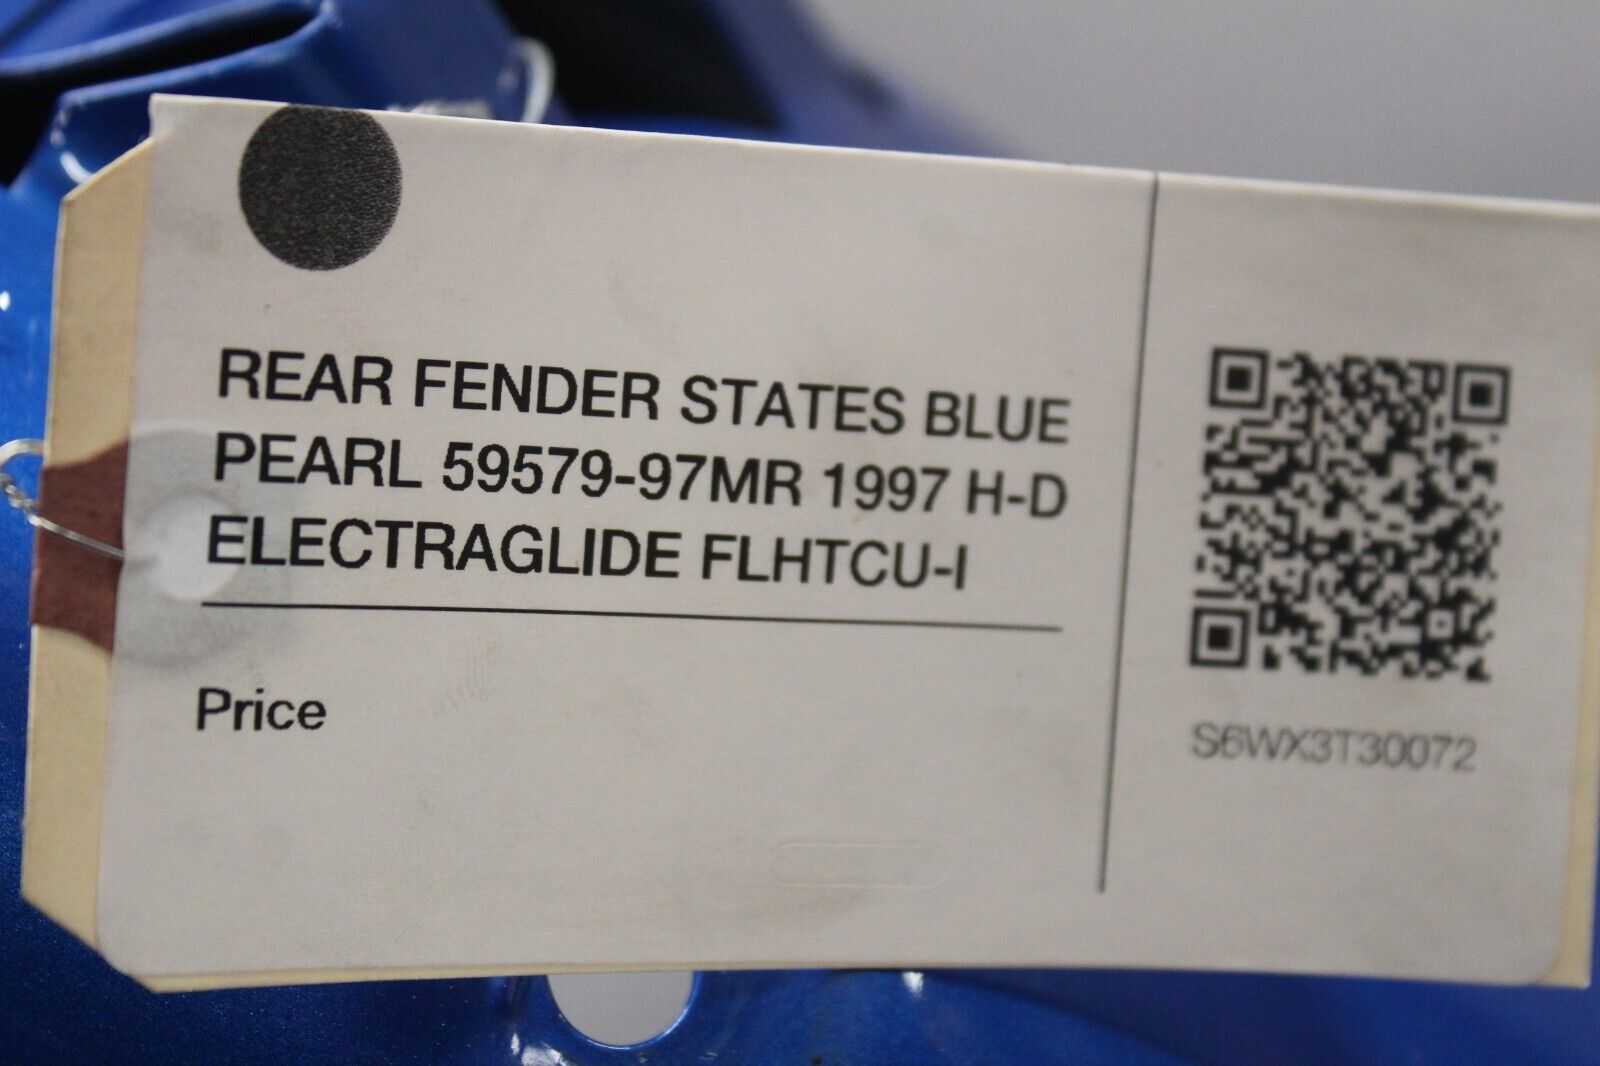 REAR FENDER STATES BLUE
PEARL 59579-97MR 1997 H-D
ELECTRAGLIDE FLHTCU-I
Price
S6WX3T30072